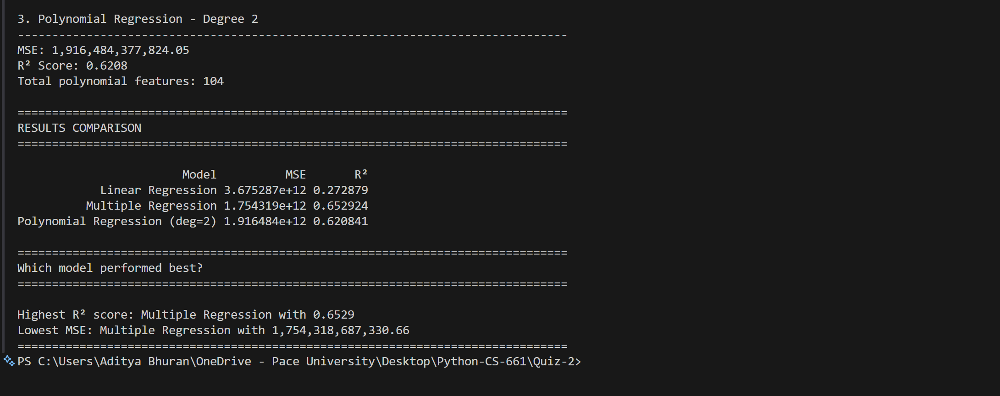 3. Polynomial Regression - Degree 2
--------------------------------------------------------------------------------
MSE: 1,916,484,377,824.05
R² Score: 0.6208
Total polynomial features: 104
================================================================================
RESULTS COMPARISON
================================================================================
Model MSE R²
Linear Regression 3.675287e+12 0.272879
Multiple Regression 1.754319e+12 0.652924
Polynomial Regression (deg=2) 1.916484e+12 0.620841
================================================================================
Which model performed best?
================================================================================
Highest R² score: Multiple Regression with 0.6529
Lowest MSE: Multiple Regression with 1,754,318,687,330.66
================================================================================
PS C:\Users\Aditya Bhuran\OneDrive - Pace University\Desktop\Python-CS-661\Quiz-2>